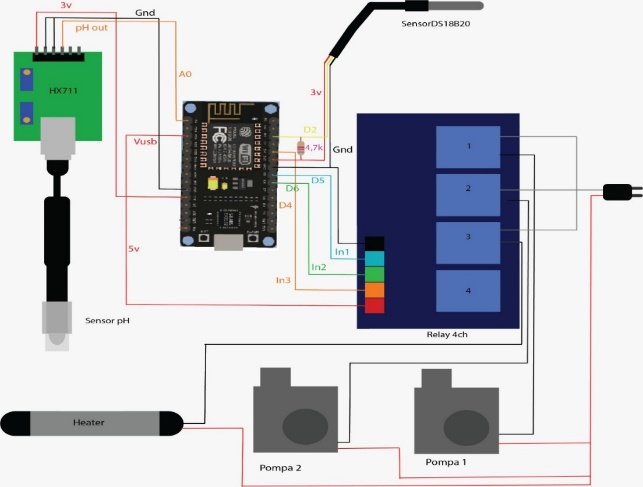 3v
Gnd
pH out
SensorDS18B20
HX711
A0
3v
Vusb
D2
4,7k
Gnd
1
D5
D6
2
D4
3
5v
In1
In2
In3
4
Sensor pH
Relay 4ch
Heater
Pompa 2
Pompa 1